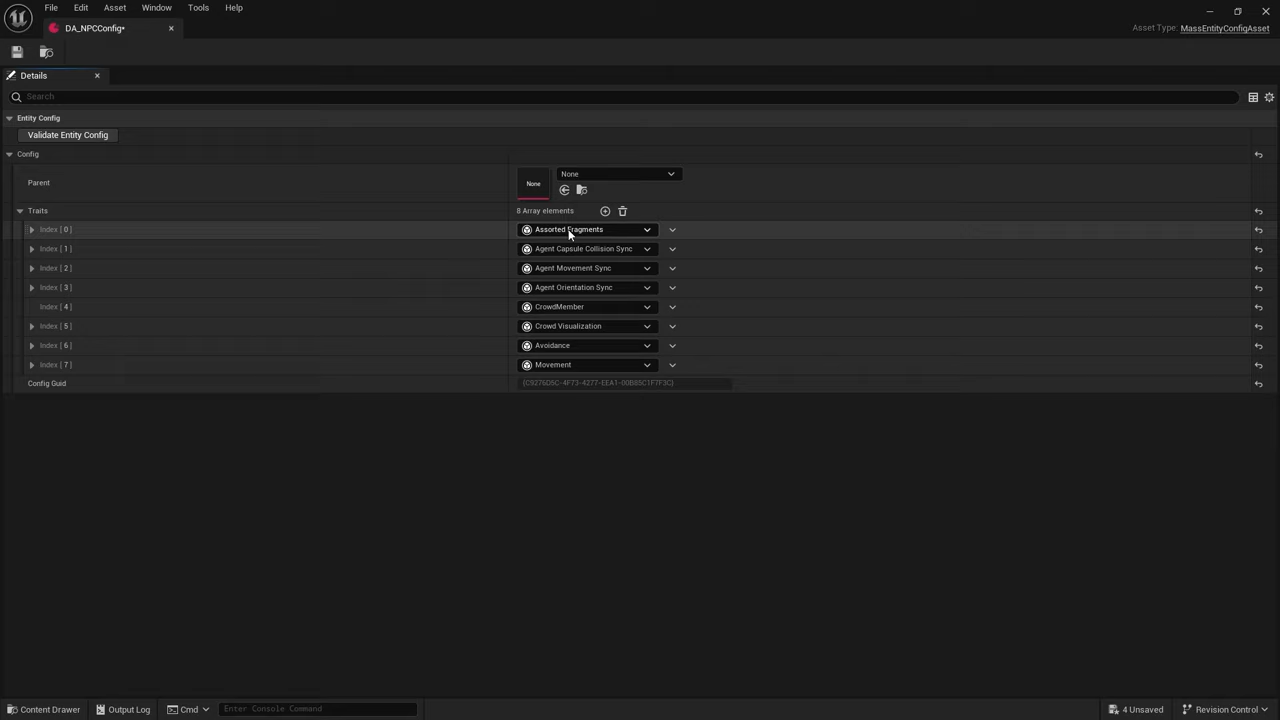 File Edit Asset Window Tools Help
DA_NPCConfig*
Asset Type: MassEntityConfigAsset
Details
Search
Entity Config
Validate Entity Config
Config
Parent
None
None
Traits
8 Array elements
Index [ 0 ]
Assorted Fragments
Index [ 1 ]
Agent Capsule Collision Sync
Index [ 2 ]
Agent Movement Sync
Index [ 3 ]
Agent Orientation Sync
Index [ 4 ]
CrowdMember
Index [ 5 ]
Crowd Visualization
Index [ 6 ]
Avoidance
Index [ 7 ]
Movement
Config Guid
Content Drawer
Output Log
Cmd
Enter Console Command
4 Unsaved
Revision Control